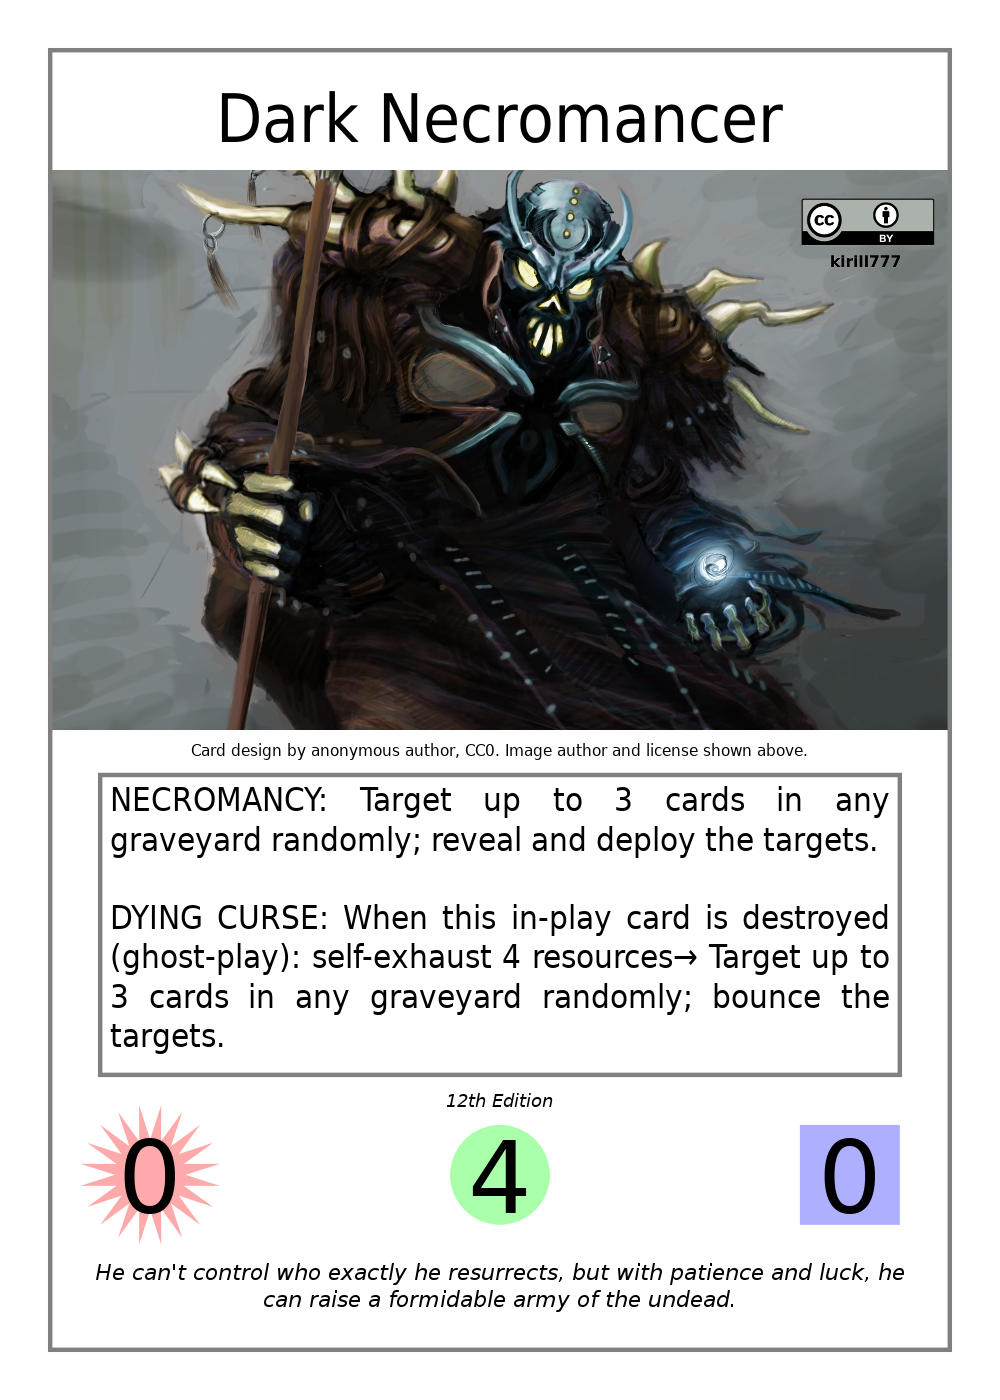 Dark Necromancer
CC
BY
kirill777
Card design by anonymous author, CC0. Image author and license shown above.
NECROMANCY: Target up to 3 cards in any
graveyard randomly; reveal and deploy the targets.
DYING CURSE: When this in-play card is destroyed
(ghost-play): self-exhaust 4 resources→ Target up to
3 cards in any graveyard randomly; bounce the
targets.
12th Edition
0 4 0
He can't control who exactly he resurrects, but with patience and luck, he
can raise a formidable army of the undead.